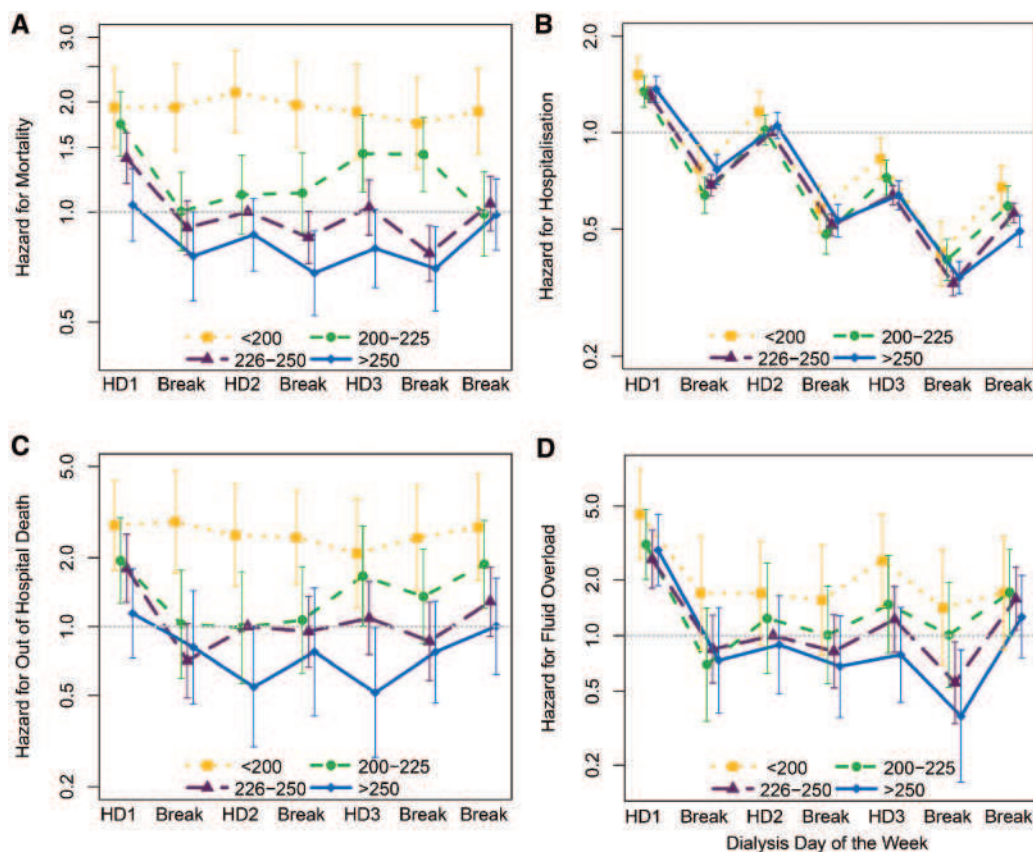 A
Hazard for Mortality
3.0
2.0
1.5
1.0
0.5
<200
200-225
226-250
>250
HD1 Break HD2 Break HD3 Break Break
B
Hazard for Hospitalisation
2.0
1.0
0.5
0.2
<200
200-225
226-250
>250
HD1 Break HD2 Break HD3 Break Break
C
Hazard for Out of Hospital Death
5.0
2.0
1.0
0.5
0.2
<200
200-225
226-250
>250
HD1 Break HD2 Break HD3 Break Break
D
Hazard for Fluid Overload
5.0
2.0
1.0
0.5
0.2
<200
200-225
226-250
>250
HD1 Break HD2 Break HD3 Break Break
Dialysis Day of the Week